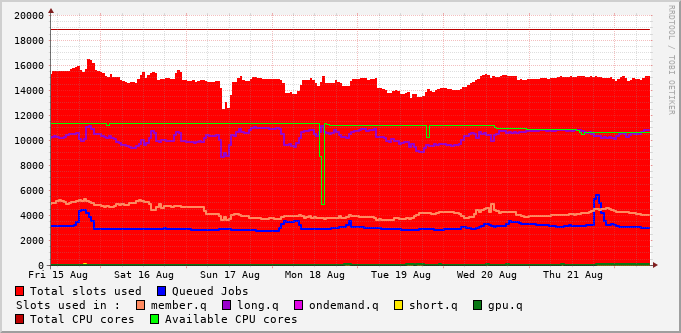 20000
18000
16000
14000
12000
10000
8000
6000
4000
2000
0
Fri 15 Aug Sat 16 Aug Sun 17 Aug Mon 18 Aug Tue 19 Aug Wed 20 Aug Thu 21 Aug
RRDTOOL / TOBI OETIKER
Total slots used Queued Jobs
Slots used in : member.q long.q ondemand.q short.q gpu.q
Total CPU cores Available CPU cores